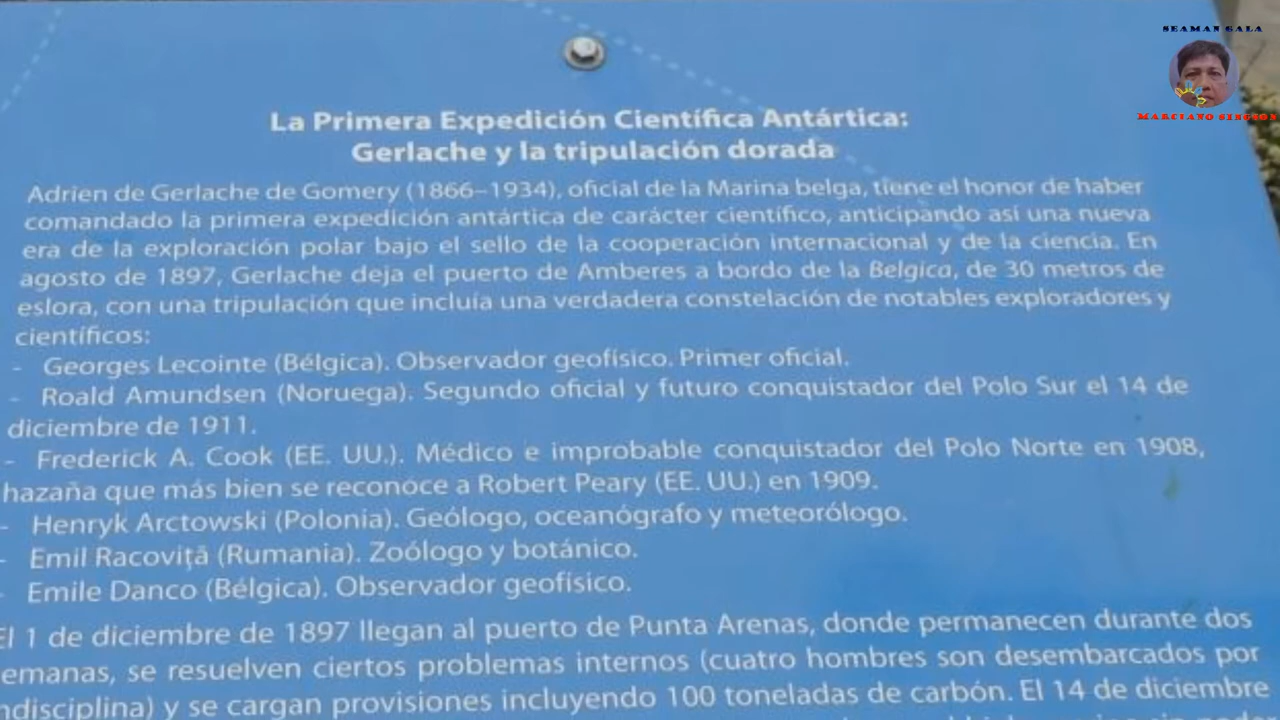 SEAMAN GALA
MARCIANO SINGSON
La Primera Expedición Científica Antártica:
Gerlache y la tripulación dorada
Adrien de Gerlache de Gomery (1866–1934), oficial de la Marina belga, tiene el honor de haber
comandado la primera expedición antártica de carácter científico, anticipando así una nueva
era de la exploración polar bajo el sello de la cooperación internacional y de la ciencia. En
agosto de 1897, Gerlache deja el puerto de Amberes a bordo de la Belgica, de 30 metros de
eslora, con una tripulación que incluía una verdadera constelación de notables exploradores y
científicos:
- Georges Lecointe (Bélgica). Observador geofísico. Primer oficial.
- Roald Amundsen (Noruega). Segundo oficial y futuro conquistador del Polo Sur el 14 de
diciembre de 1911.
- Frederick A. Cook (EE. UU.). Médico e improbable conquistador del Polo Norte en 1908,
hazaña que más bien se reconoce a Robert Peary (EE. UU.) en 1909.
- Henryk Arctowski (Polonia). Geólogo, oceanógrafo y meteorólogo.
- Emil Racoviţă (Rumania). Zoólogo y botánico.
- Emile Danco (Bélgica). Observador geofísico.
El 1 de diciembre de 1897 llegan al puerto de Punta Arenas, donde permanecen durante dos
emanas, se resuelven ciertos problemas internos (cuatro hombres son desembarcados por
ndisciplina) y se cargan provisiones incluyendo 100 toneladas de carbón. El 14 de diciembre